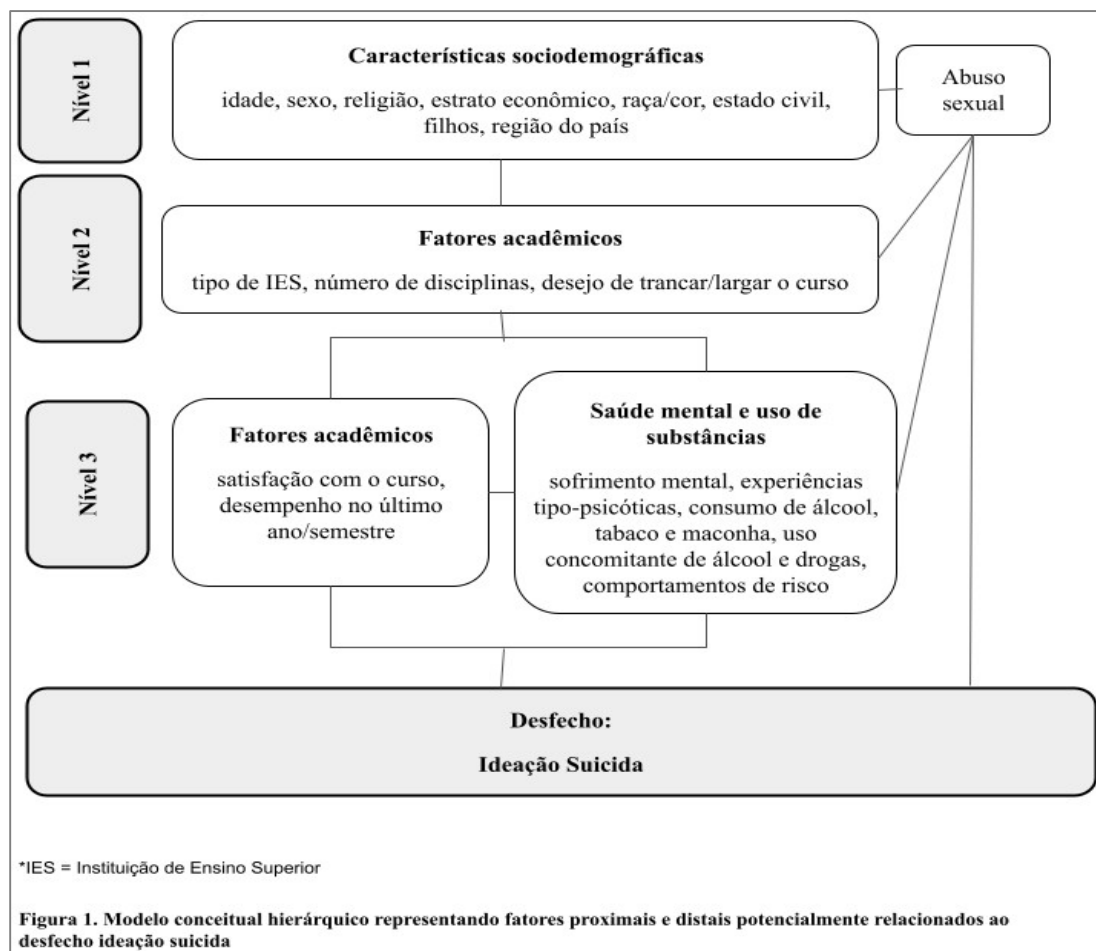 Nível 1
Características sociodemográficas
idade, sexo, religião, estrato econômico, raça/cor, estado civil,
filhos, região do país
Abuso
sexual
Nível 2
Fatores acadêmicos
tipo de IES, número de disciplinas, desejo de trancar/largar o curso
Nível 3
Fatores acadêmicos
satisfação com o curso,
desempenho no último
ano/semestre
Saúde mental e uso de
substâncias
sofrimento mental, experiências
tipo-psicóticas, consumo de álcool,
tabaco e maconha, uso
concomitante de álcool e drogas,
comportamentos de risco
Desfecho:
Ideação Suicida
*IES = Instituição de Ensino Superior
Figura 1. Modelo conceitual hierárquico representando fatores proximais e distais potencialmente relacionados ao
desfecho ideação suicida